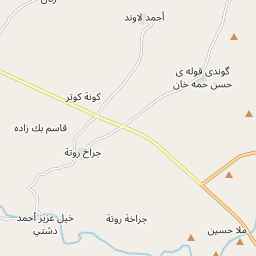 أحمد لاوند
گوندی قوله ی
حسن حمه خان
كونة كوتر
قاسم بك زاده
جراخ روتة
جراخة روتة
خيل عزيز أحمد
دشتي
ملا حسين